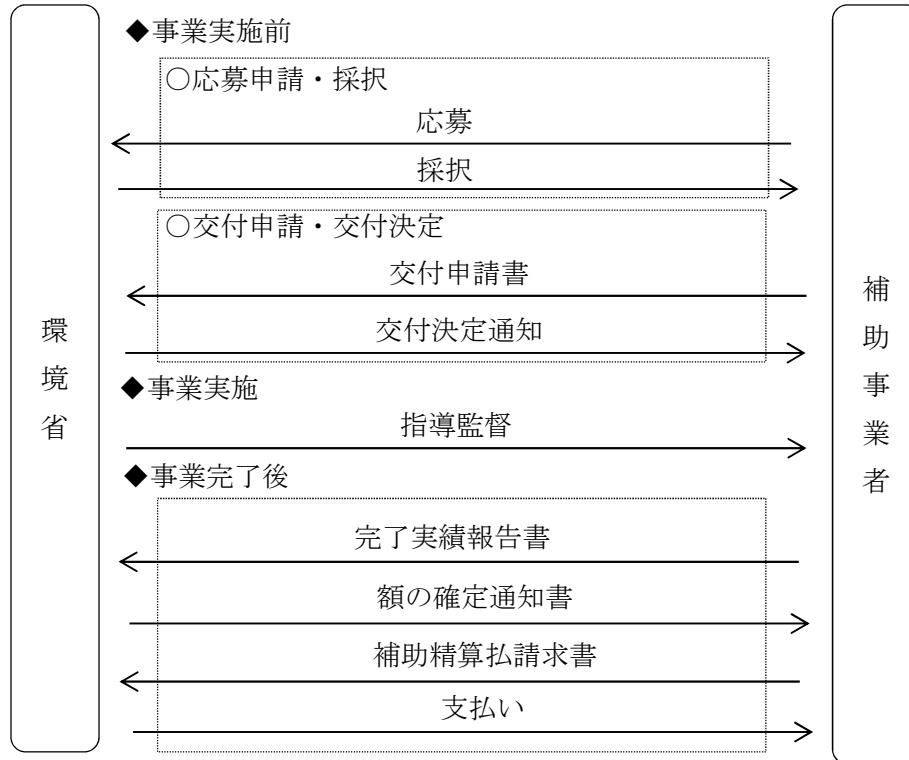 ◆事業実施前
○応募申請・採択
応募
採択
○交付申請・交付決定
交付申請書
交付決定通知
◆事業実施
指導監督
◆事業完了後
完了実績報告書
額の確定通知書
補助精算払請求書
支払い
環境省
補助事業者